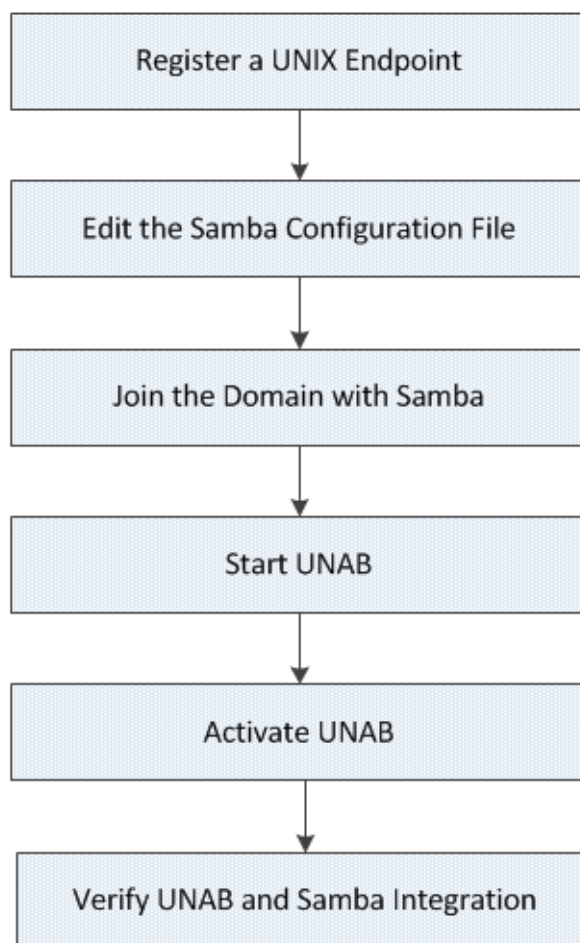 Register a UNIX Endpoint
Edit the Samba Configuration File
Join the Domain with Samba
Start UNAB
Activate UNAB
Verify UNAB and Samba Integration